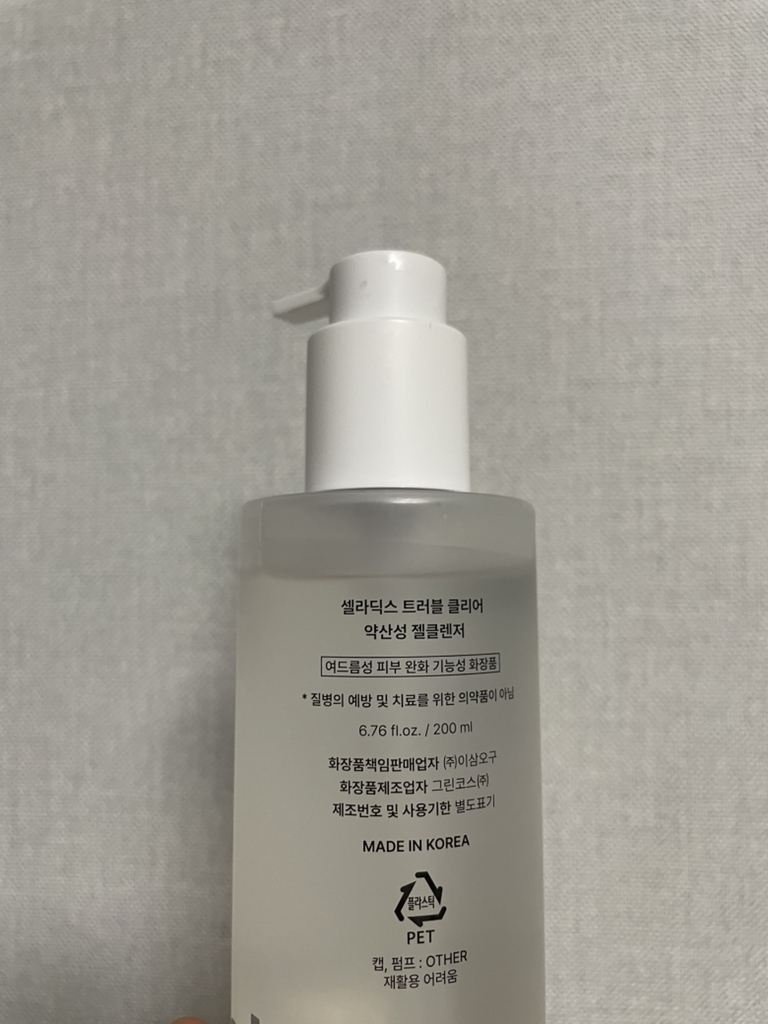 셀라딕스 트러블 클리어
약산성 젤클렌저
여드름성 피부 완화 기능성 화장품
* 질병의 예방 및 치료를 위한 의약품이 아님
6.76 fl.oz. / 200 ml
화장품책임판매업자 (주)이삼오구
화장품제조업자 그린코스(주)
제조번호 및 사용기한 별도표기
MADE IN KOREA
플라스틱
PET
캡, 펌프 : OTHER
재활용 어려움